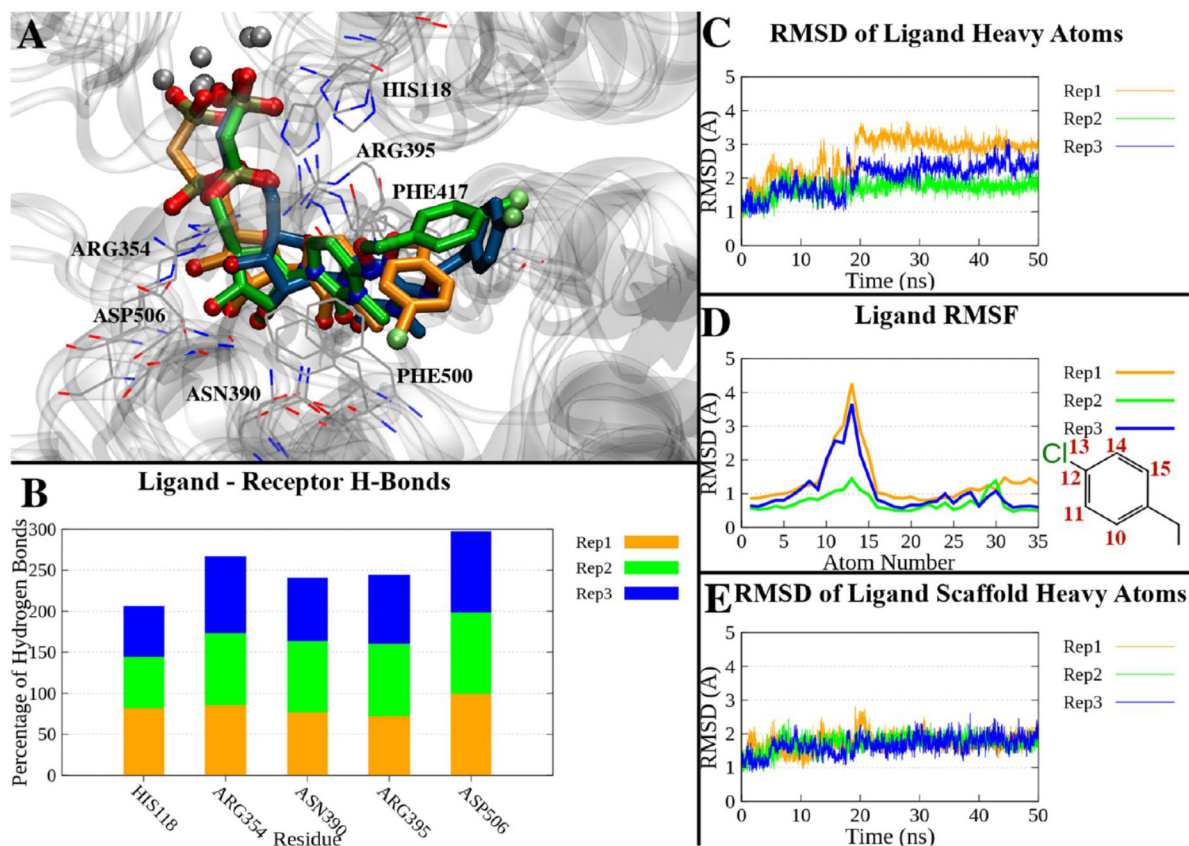 A
HIS118
ARG395
PHE417
ARG354
ASP506
ASN390
PHE500
B
Ligand - Receptor H-Bonds
Percentage of Hydrogen Bonds
300
250
200
150
100
50
0
HIS118
ARG354
ASN390
ARG395
ASP506
Residue
Rep1
Rep2
Rep3
C
RMSD of Ligand Heavy Atoms
RMSD (A)
5
4
3
2
1
0
0 10 20 30 40 50
Time (ns)
Rep1
Rep2
Rep3
D
Ligand RMSF
RMSD (A)
5
4
3
2
1
0
0 5 10 15 20 25 30 35
Atom Number
Rep1
Rep2
Rep3
Cl
13
14
12
15
11
10
E
RMSD of Ligand Scaffold Heavy Atoms
RMSD (A)
5
4
3
2
1
0
0 10 20 30 40 50
Time (ns)
Rep1
Rep2
Rep3